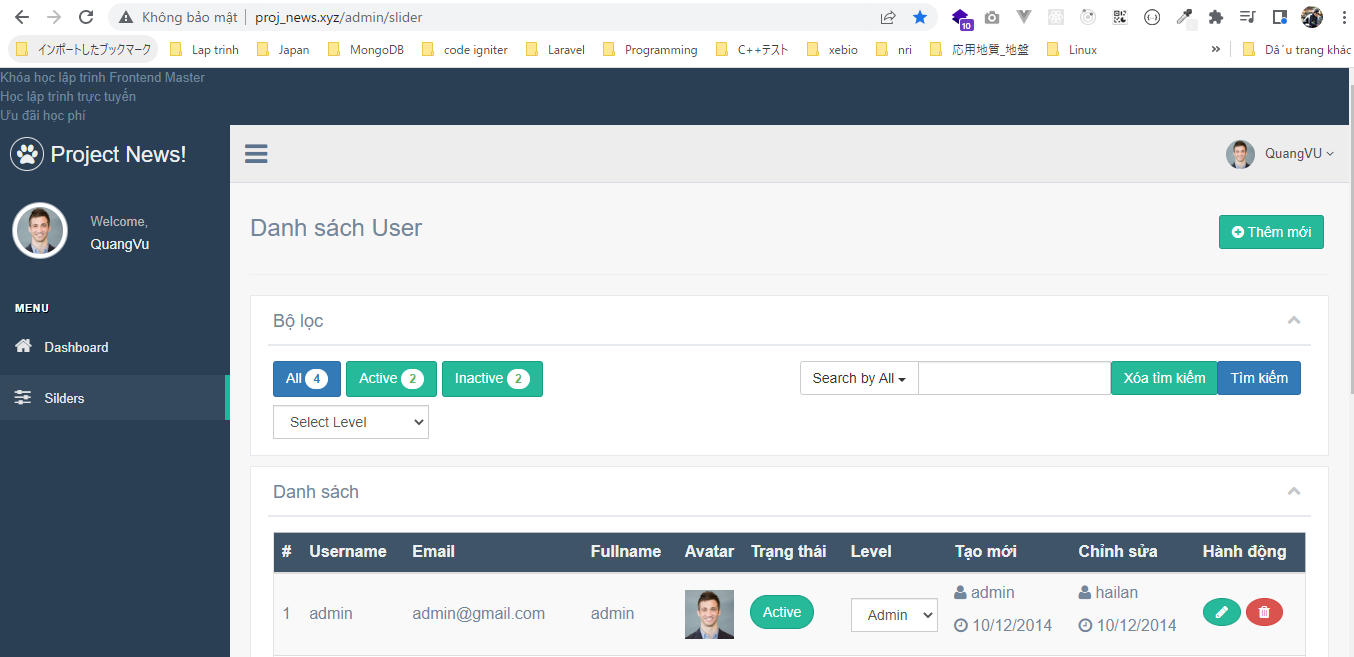 Không bảo mật proj_news.xyz/admin/slider
10
インポートしたブックマーク Lap trinh Japan MongoDB code igniter Laravel Programming C++テスト xebio nri 応用地質_地盤 Linux » Dấu trang khác
Khóa học lập trình Frontend Master
Học lập trình trực tuyến
Ưu đãi học phí
Project News!
QuangVU
Welcome,
QuangVu
Danh sách User
Thêm mới
MENU
Dashboard
Silders
Bộ lọc
All 4 Active 2 Inactive 2 Search by All Xóa tìm kiếm Tìm kiếm
Select Level
Danh sách
# Username Email Fullname Avatar Trạng thái Level Tạo mới Chỉnh sửa Hành động
1 admin admin@gmail.com admin Active Admin admin hailan
10/12/2014 10/12/2014